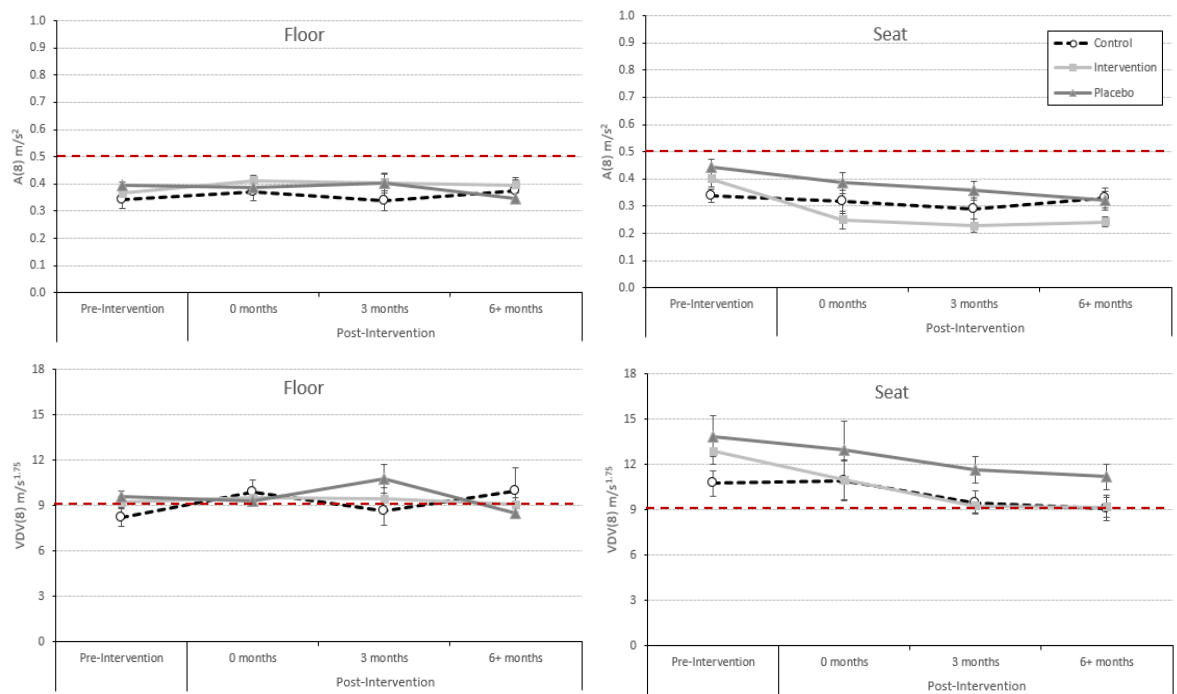 Floor
1.0
0.9
0.8
0.7
0.6
0.5
0.4
0.3
0.2
0.1
0.0
A(8) m/s²
Pre-Intervention 0 months 3 months 6+ months
Post-Intervention
Seat
Control
Intervention
Placebo
1.0
0.9
0.8
0.7
0.6
0.5
0.4
0.3
0.2
0.1
0.0
A(8) m/s²
Pre-Intervention 0 months 3 months 6+ months
Post-Intervention
Floor
18
15
12
9
6
3
0
VDV(8) m/s¹·⁷⁵
Pre-Intervention 0 months 3 months 6+ months
Post-Intervention
Seat
18
15
12
9
6
3
0
VDV(8) m/s¹·⁷⁵
Pre-Intervention 0 months 3 months 6+ months
Post-Intervention